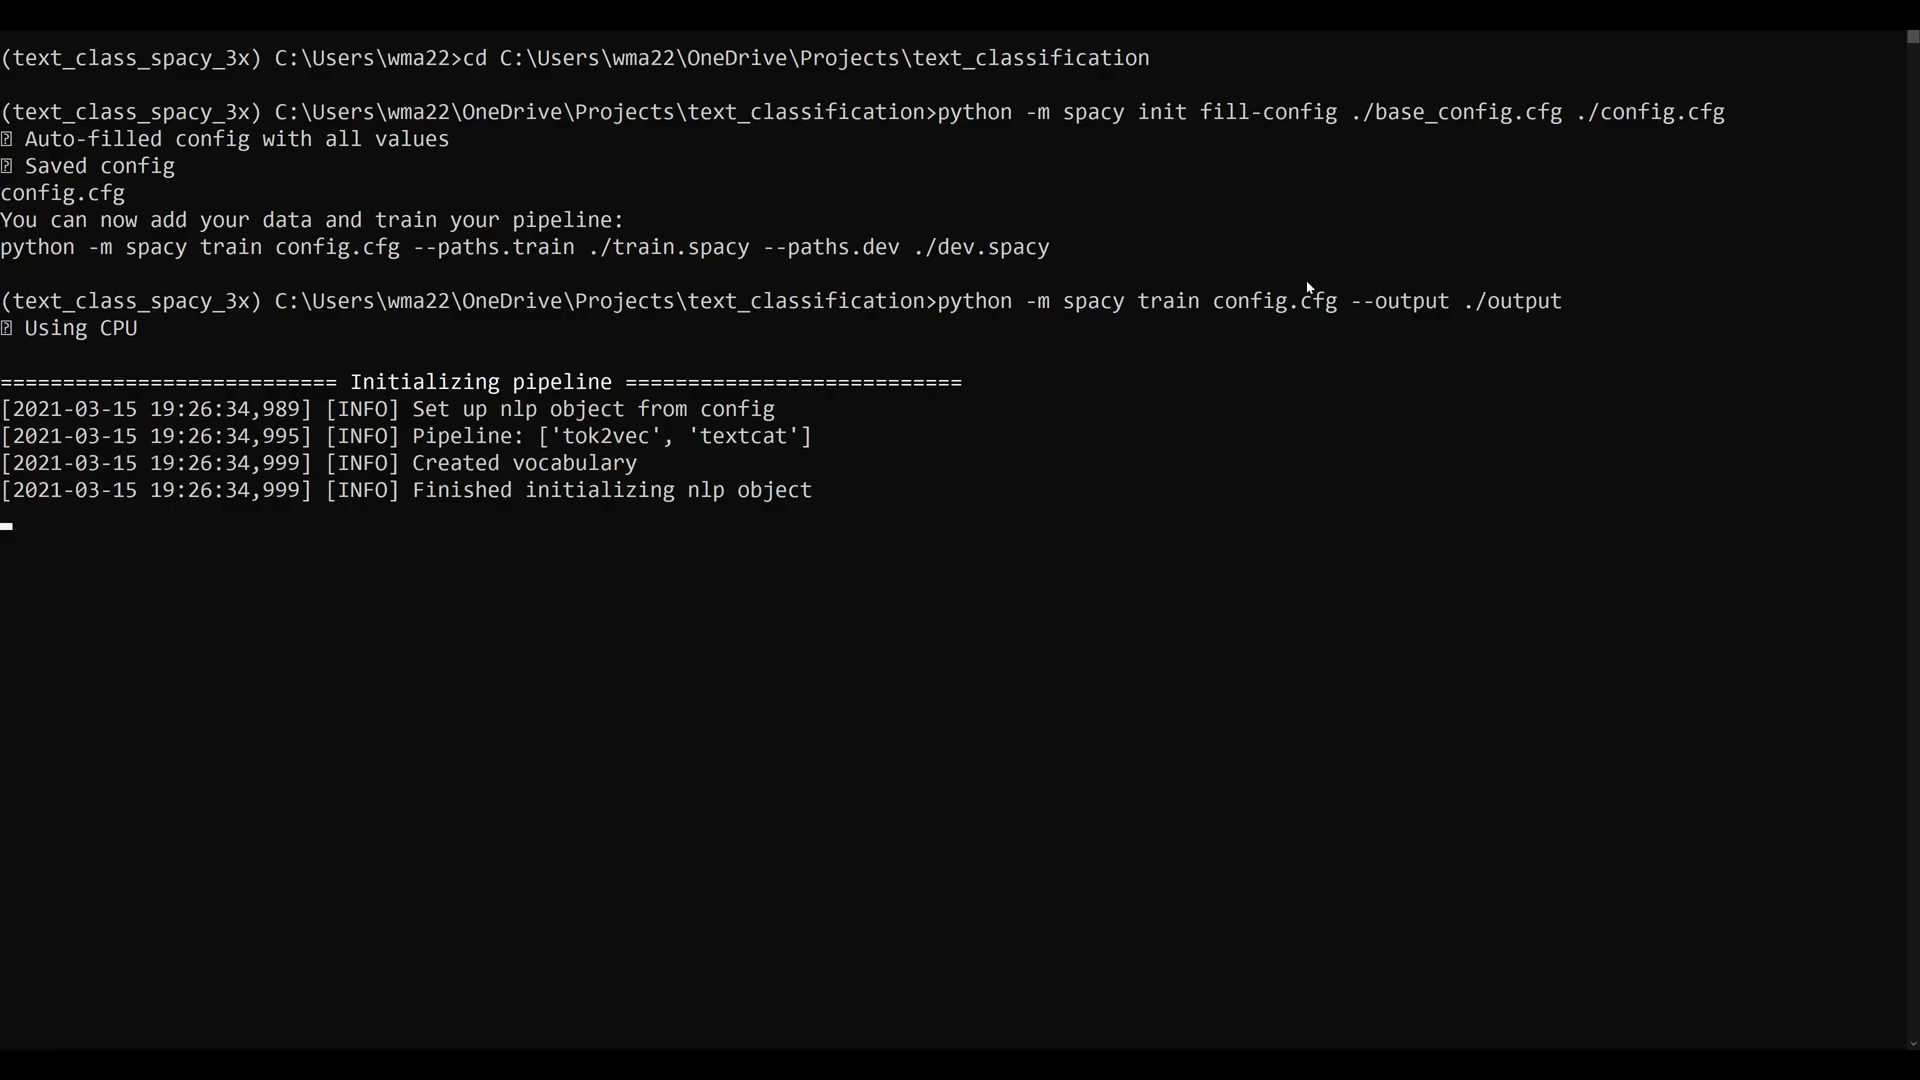 (text_class_spacy_3x) C:\Users\wma22>cd C:\Users\wma22\OneDrive\Projects\text_classification
(text_class_spacy_3x) C:\Users\wma22\OneDrive\Projects\text_classification>python -m spacy init fill-config ./base_config.cfg ./config.cfg
⍰ Auto-filled config with all values
⍰ Saved config
config.cfg
You can now add your data and train your pipeline:
python -m spacy train config.cfg --paths.train ./train.spacy --paths.dev ./dev.spacy
(text_class_spacy_3x) C:\Users\wma22\OneDrive\Projects\text_classification>python -m spacy train config.cfg --output ./output
⍰ Using CPU
=========================== Initializing pipeline ===========================
[2021-03-15 19:26:34,989] [INFO] Set up nlp object from config
[2021-03-15 19:26:34,995] [INFO] Pipeline: ['tok2vec', 'textcat']
[2021-03-15 19:26:34,999] [INFO] Created vocabulary
[2021-03-15 19:26:34,999] [INFO] Finished initializing nlp object